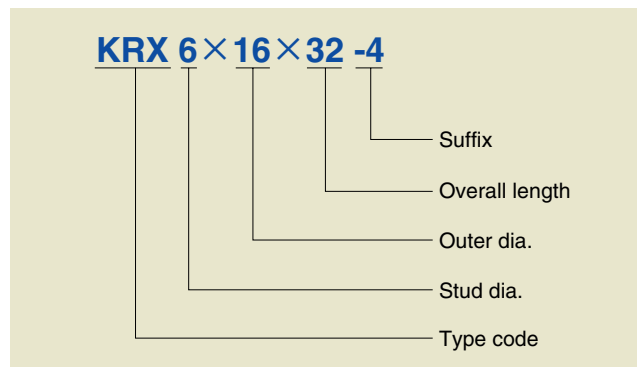 KRX 6×16×32 -4
Suffix
Overall length
Outer dia.
Stud dia.
Type code